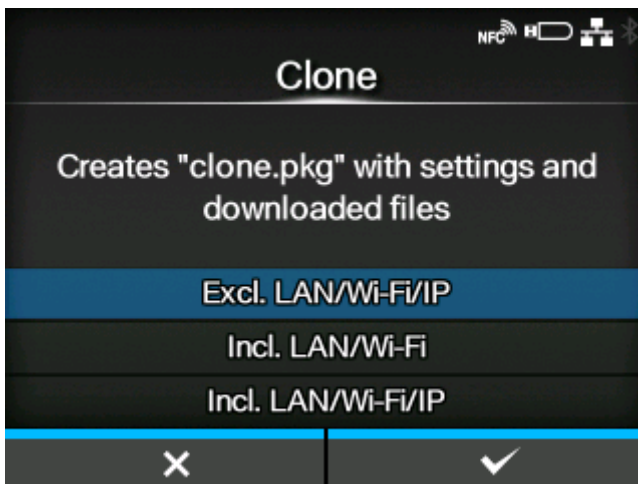 NFC
Clone
Creates "clone.pkg" with settings and
downloaded files
Excl. LAN/Wi-Fi/IP
Incl. LAN/Wi-Fi
Incl. LAN/Wi-Fi/IP